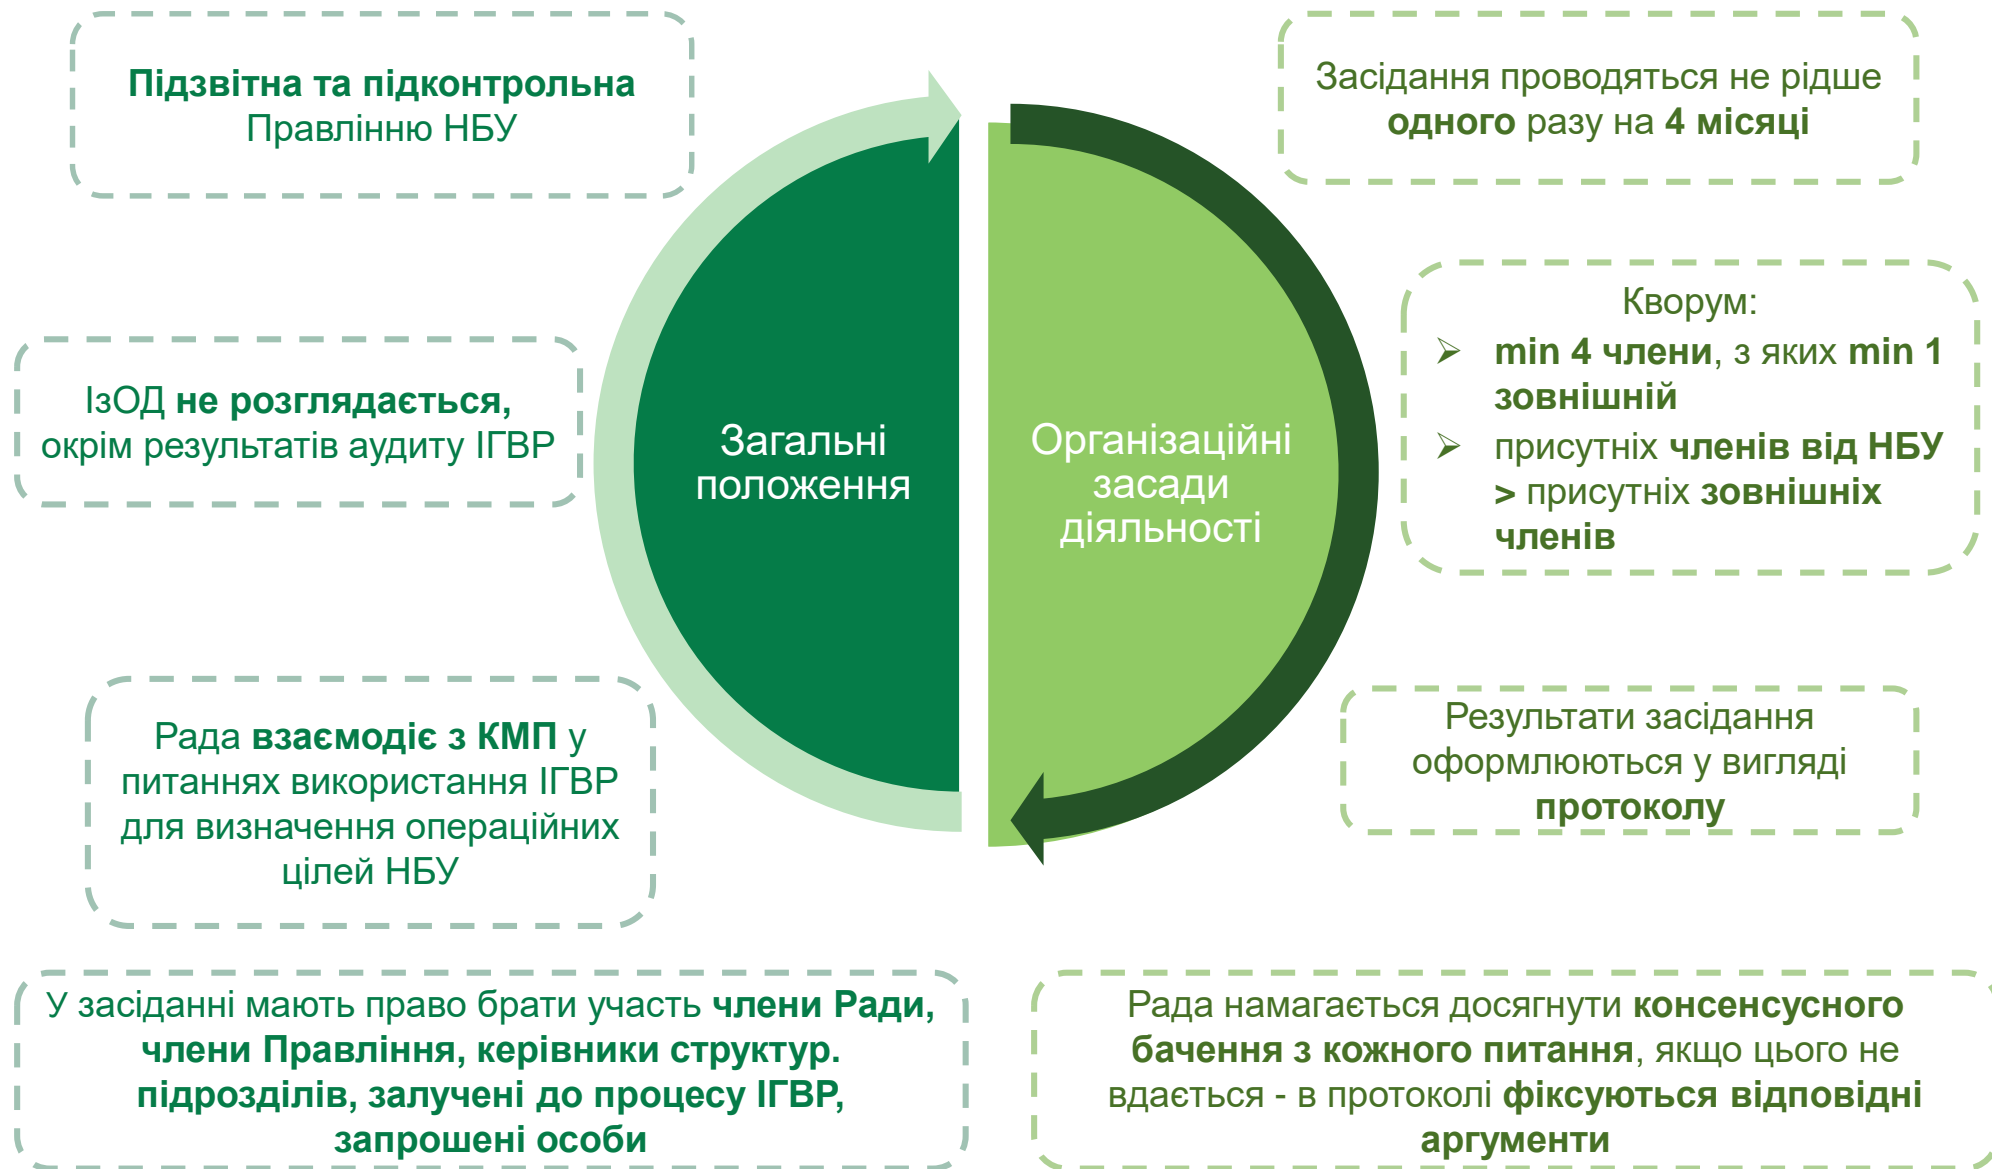 Підзвітна та підконтрольна
Правлінню НБУ
ІзОД не розглядається,
окрім результатів аудиту ІГВР
Рада взаємодіє з КМП у
питаннях використання ІГВР
для визначення операційних
цілей НБУ
У засіданні мають право брати участь члени Ради,
члени Правління, керівники структур.
підрозділів, залучені до процесу ІГВР,
запрошені особи
Загальні
положення
Організаційні
засади
діяльності
Засідання проводяться не рідше
одного разу на 4 місяці
Кворум:
➢ min 4 члени, з яких min 1
зовнішній
➢ присутніх членів від НБУ
> присутніх зовнішніх
членів
Результати засідання
оформлюються у вигляді
протоколу
Рада намагається досягнути консенсусного
бачення з кожного питання, якщо цього не
вдається - в протоколі фіксуються відповідні
аргументи